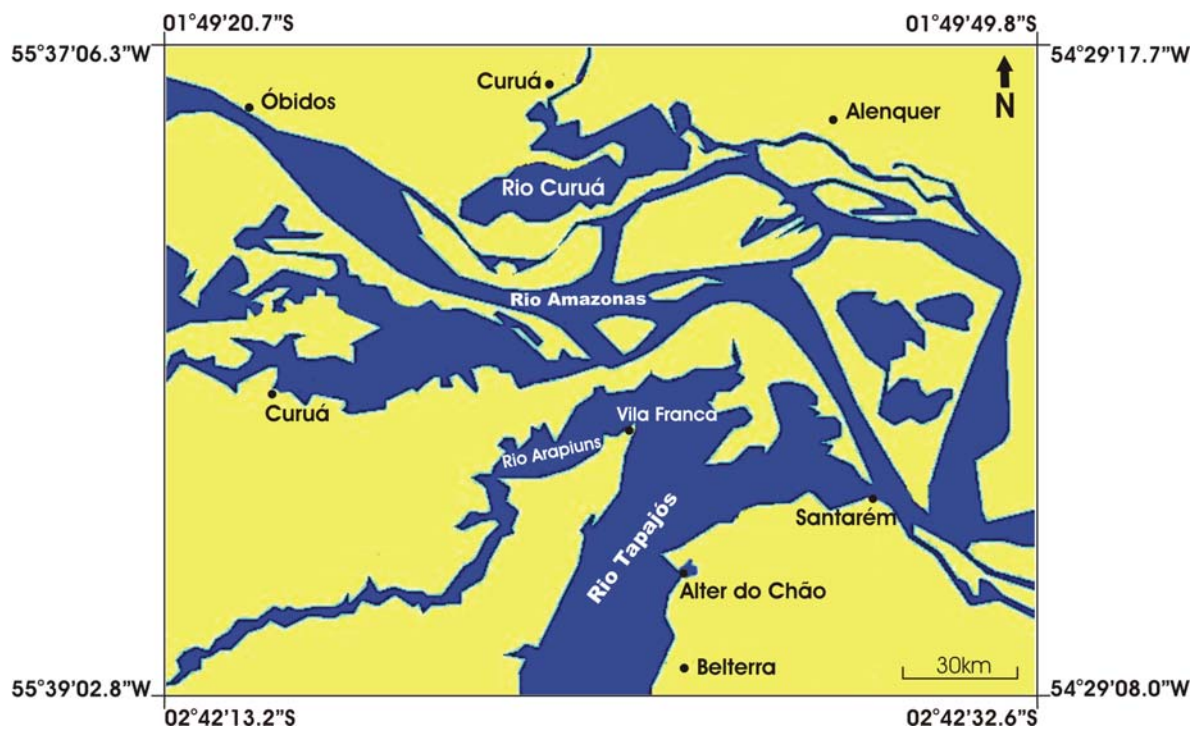 01°49'20.7”S
01°49'49.8”S
55°37'06.3”W
54°29'17.7”W
Curuá
Óbidos
Alenquer
N
Rio Curuá
Rio Amazonas
Curuá
Vila Franca
Rio Arapiuns
Santarém
Rio Tapajós
Alter do Chão
Belterra
30km
55°39'02.8”W
54°29'08.0”W
02°42'13.2”S
02°42'32.6”S